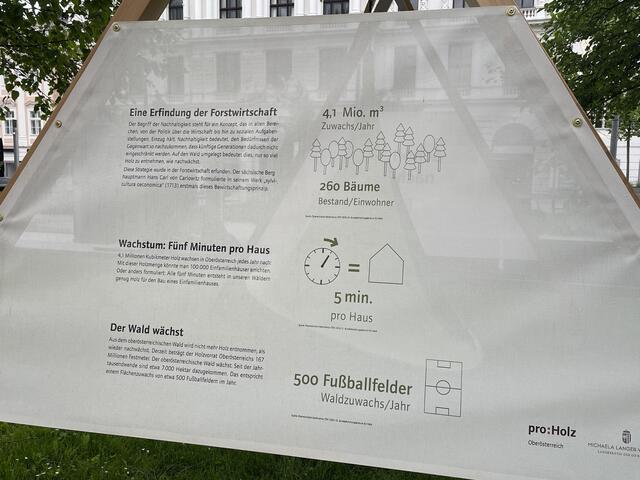 Eine Erfindung der Forstwirtschaft
Der Begriff der Nachhaltigkeit steht für ein Konzept, das in allen Berei-
chen, von der Politik über die Wirtschaft bis hin zu sozialen Aufgaben-
stellungen, Einzug hält. Nachhaltigkeit bedeutet, den Bedürfnissen der
Gegenwart so nachzukommen, dass künftige Generationen dadurch nicht
eingeschränkt werden. Auf den Wald umgelegt bedeutet dies, nur so viel
Holz zu entnehmen, wie nachwächst.
Diese Strategie wurde in der Forstwirtschaft erfunden. Der sächsische Berg
hauptmann Hans Carl von Carlowitz formulierte in seinem Werk „sylvi-
cultura oeconomica" (1713) erstmals dieses Bewirtschaftungsprinzip.
4,1 Mio. m³
Zuwachs/Jahr
260 Bäume
Bestand/Einwohner
Wachstum: Fünf Minuten pro Haus
4,1 Millionen Kubikmeter Holz wachsen in Oberösterreich jedes Jahr nach.
Mit dieser Holzmenge könnte man 100.000 Einfamilienhäuser errichten.
Oder anders formuliert: Alle fünf Minuten entsteht in unseren Wäldern
genug Holz für den Bau eines Einfamilienhauses.
=
5 min.
pro Haus
Der Wald wächst
Aus dem oberösterreichischen Wald wird nicht mehr Holz entnommen, als
wieder nachwächst. Derzeit beträgt der Holzvorrat Oberösterreichs 167
Millionen Festmeter. Der oberösterreichische Wald wächst: Seit der Jahr-
tausendwende sind etwa 7.000 Hektar dazugekommen. Das entspricht
einem Flächenzuwachs von etwa 500 Fußballfeldern im Jahr.
500 Fußballfelder
Waldzuwachs/Jahr
pro:Holz
Oberösterreich
MICHAELA LANGER